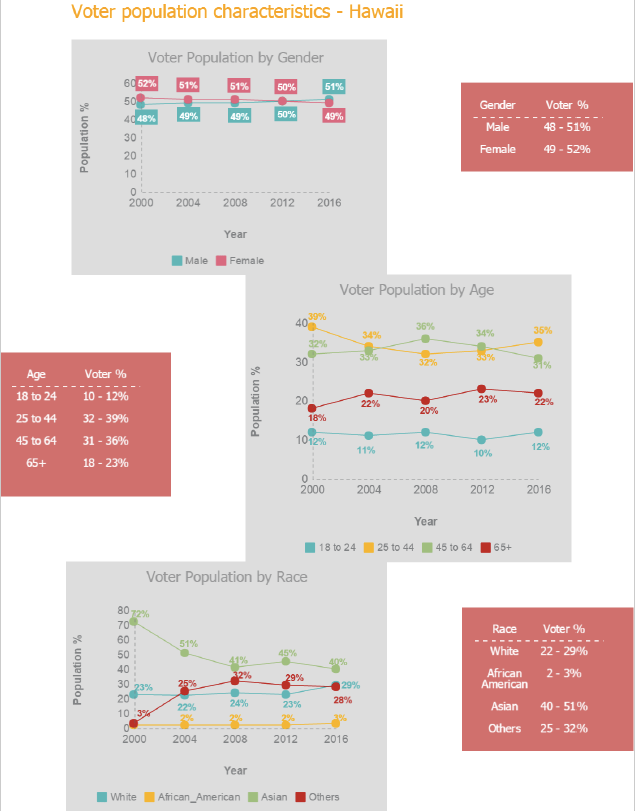 Voter population characteristics - Hawaii
Voter Population by Gender
Population %
60
50
40
30
20
10
0
52%
51%
51%
50%
51%
48%
49%
49%
50%
49%
2000 2004 2008 2012 2016
Year
Male Female
Gender Voter %
Male 48 - 51%
Female 49 - 52%
Voter Population by Age
Population %
40
30
20
10
0
39%
34%
32%
33%
35%
32%
33%
36%
34%
31%
18%
22%
20%
23%
22%
12%
11%
12%
10%
12%
2000 2004 2008 2012 2016
Year
18 to 24 25 to 44 45 to 64 65+
Age Voter %
18 to 24 10 - 12%
25 to 44 32 - 39%
45 to 64 31 - 36%
65+ 18 - 23%
Voter Population by Race
Population %
80
70
60
50
40
30
20
10
0
72%
51%
41%
45%
40%
3%
25%
32%
29%
28%
23%
22%
24%
23%
29%
2%
2%
2%
3%
2000 2004 2008 2012 2016
Year
White African_American Asian Others
Race Voter %
White 22 - 29%
African 2 - 3%
American
Asian 40 - 51%
Others 25 - 32%